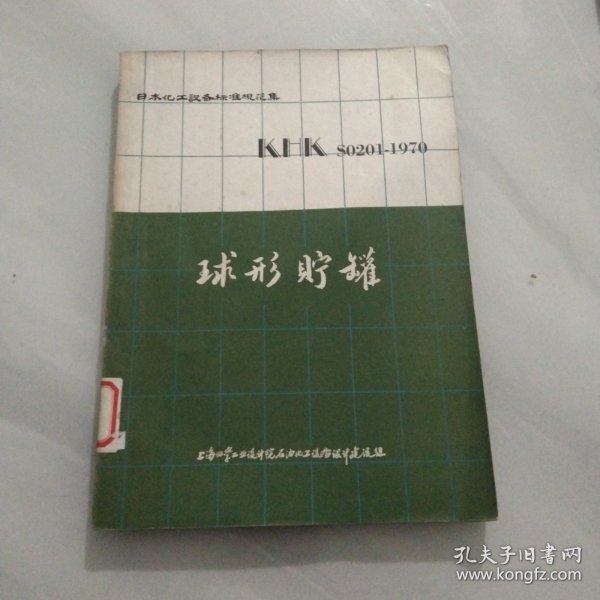 日本化工设备标准规范集
KHK S0201-1970
球形貯罐
上海化学工业设计院石油化工设备设计建设组
孔夫子旧书网
www.kongfz.com